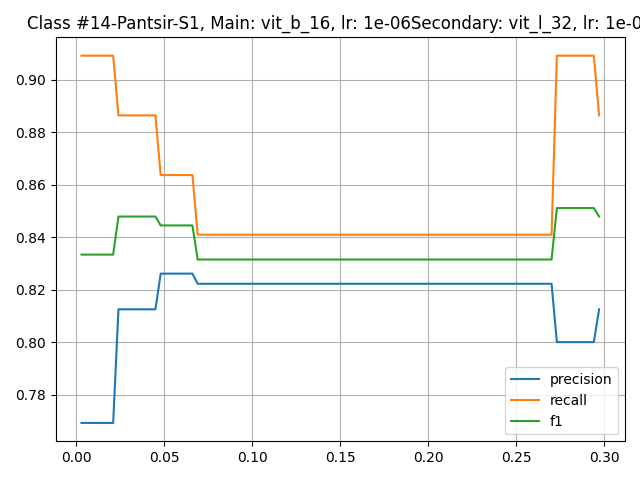 Class #14-Pantsir-S1, Main: vit_b_16, lr: 1e-06Secondary: vit_l_32, lr: 1e-0
0.90
0.88
0.86
0.84
0.82
0.80
0.78
precision
recall
f1
0.00 0.05 0.10 0.15 0.20 0.25 0.30